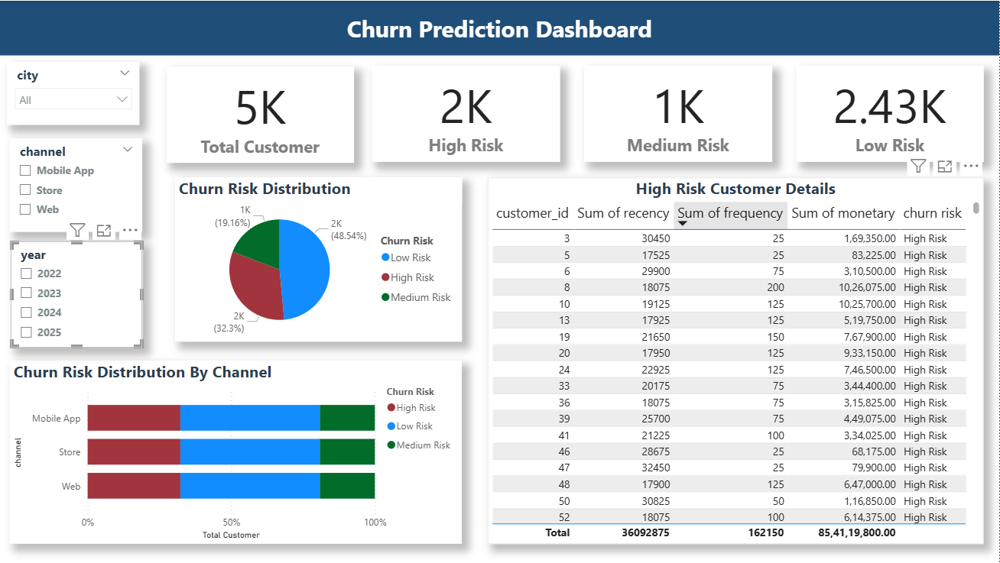 Churn Prediction Dashboard
city
All
channel
Mobile App
Store
Web
year
2022
2023
2024
2025
5K
Total Customer
2K
High Risk
1K
Medium Risk
2.43K
Low Risk
Churn Risk Distribution
1K
(19.16%)
2K
(48.54%)
2K
(32.3%)
Churn Risk
Low Risk
High Risk
Medium Risk
Churn Risk Distribution By Channel
channel
Mobile App
Store
Web
0% 50% 100%
Total Customer
Churn Risk
High Risk
Low Risk
Medium Risk
High Risk Customer Details
customer_id Sum of recency Sum of frequency Sum of monetary churn risk
3 30450 25 1,69,350.00 High Risk
5 17525 25 83,225.00 High Risk
6 29900 75 3,10,500.00 High Risk
8 18075 200 10,26,075.00 High Risk
10 19125 125 10,25,700.00 High Risk
13 17925 125 5,19,750.00 High Risk
19 21650 150 7,67,900.00 High Risk
20 17950 125 9,33,150.00 High Risk
24 22925 125 7,46,500.00 High Risk
33 20175 75 3,44,400.00 High Risk
36 18075 75 3,15,825.00 High Risk
39 25700 75 4,49,075.00 High Risk
41 21225 100 3,34,025.00 High Risk
46 28675 25 68,175.00 High Risk
47 32450 25 79,900.00 High Risk
48 17900 125 6,47,000.00 High Risk
50 30825 50 1,16,850.00 High Risk
52 18075 100 6,14,375.00 High Risk
Total 36092875 162150 85,41,19,800.00